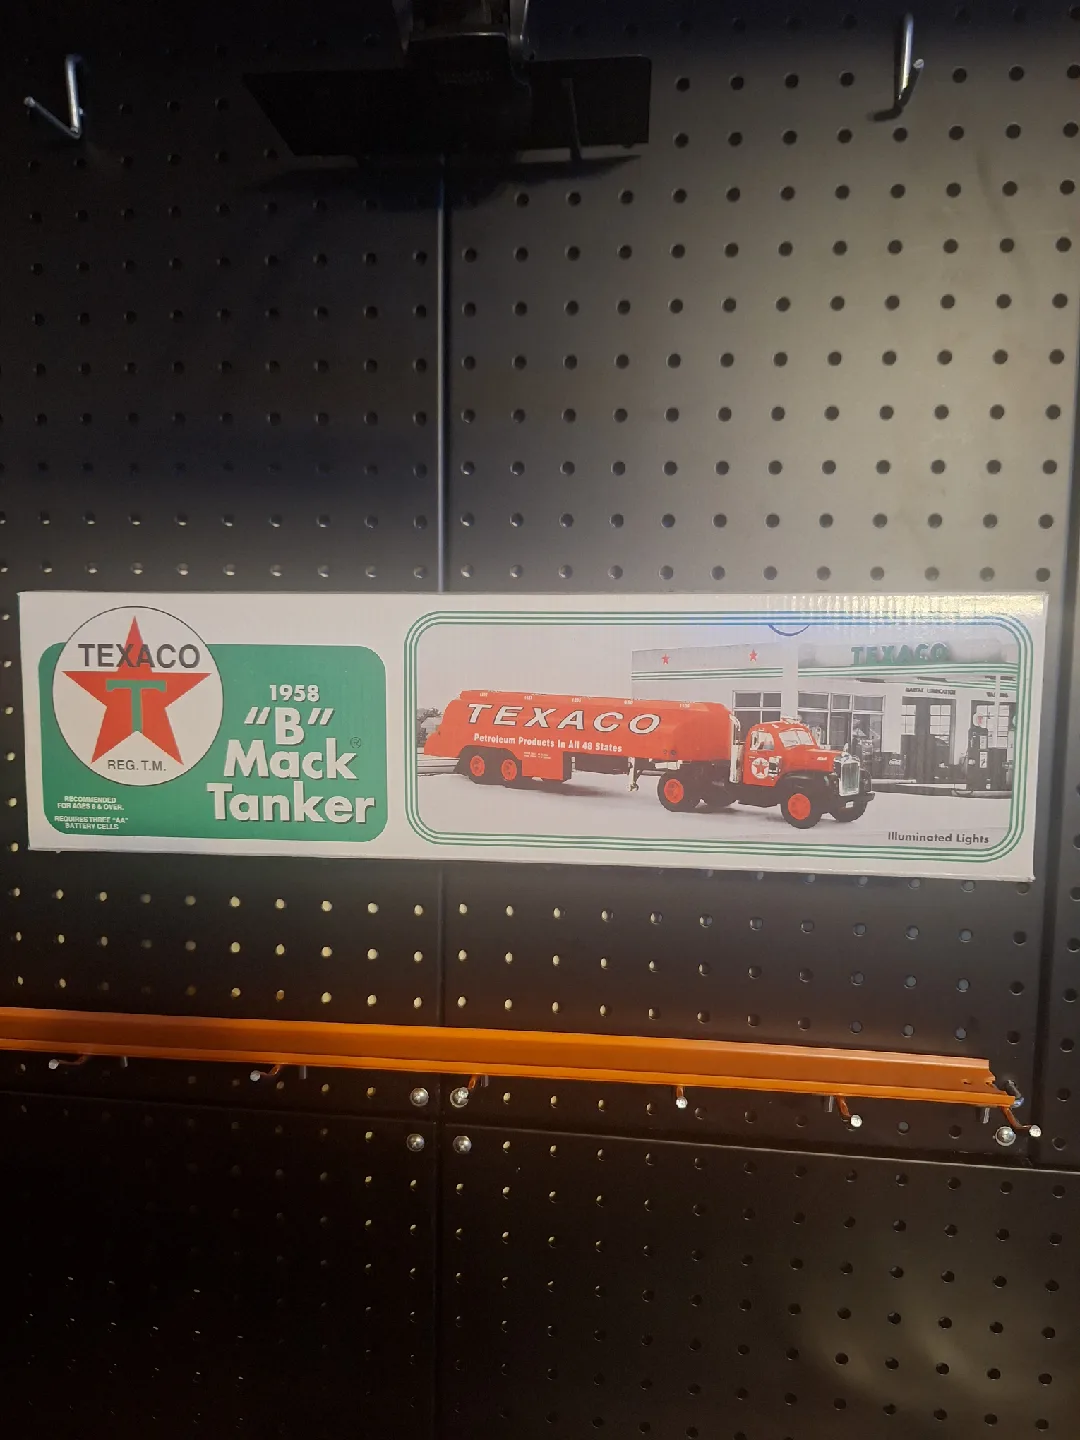 TEXACO
T
REG. T.M.
1958
"B"
Mack®
Tanker
RECOMMENDED
FOR AGES 8 & OVER.
REQUIRES THREE "AA"
BATTERY CELLS
TEXACO
Petroleum Products In All 48 States
TEXACO
LUBRICATION
Illuminated Lights